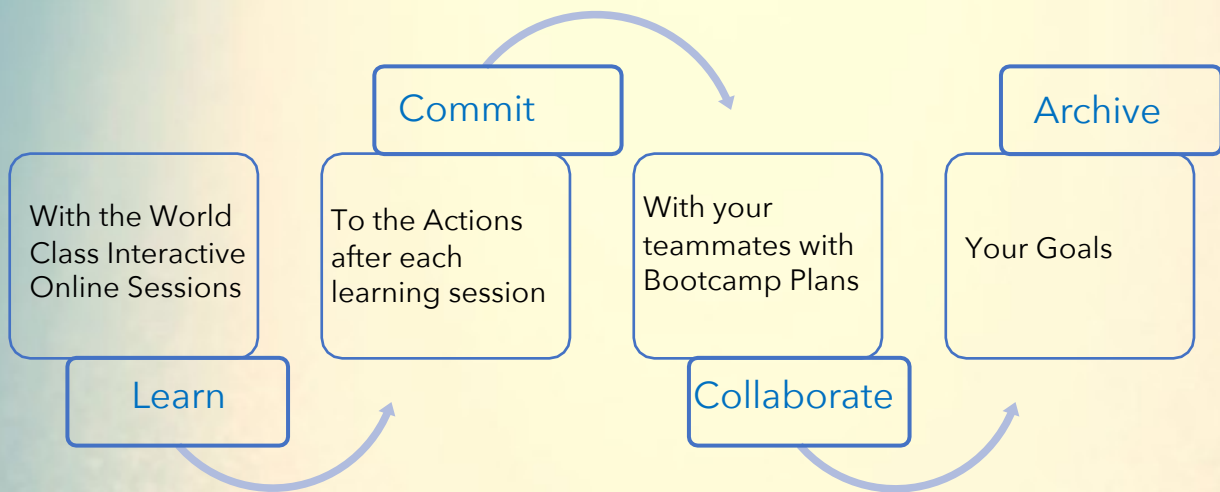 With the World
Class Interactive
Online Sessions
Learn
Commit
To the Actions
after each
learning session
With your
teammates with
Bootcamp Plans
Collaborate
Archive
Your Goals